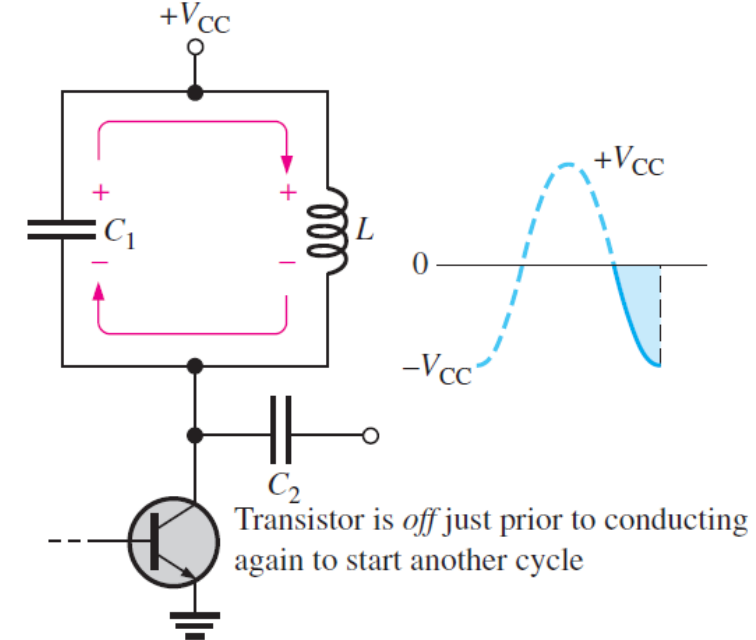 +VCC
+ +
C1 L
− −
+VCC
0
−VCC
C2
Transistor is off just prior to conducting
again to start another cycle